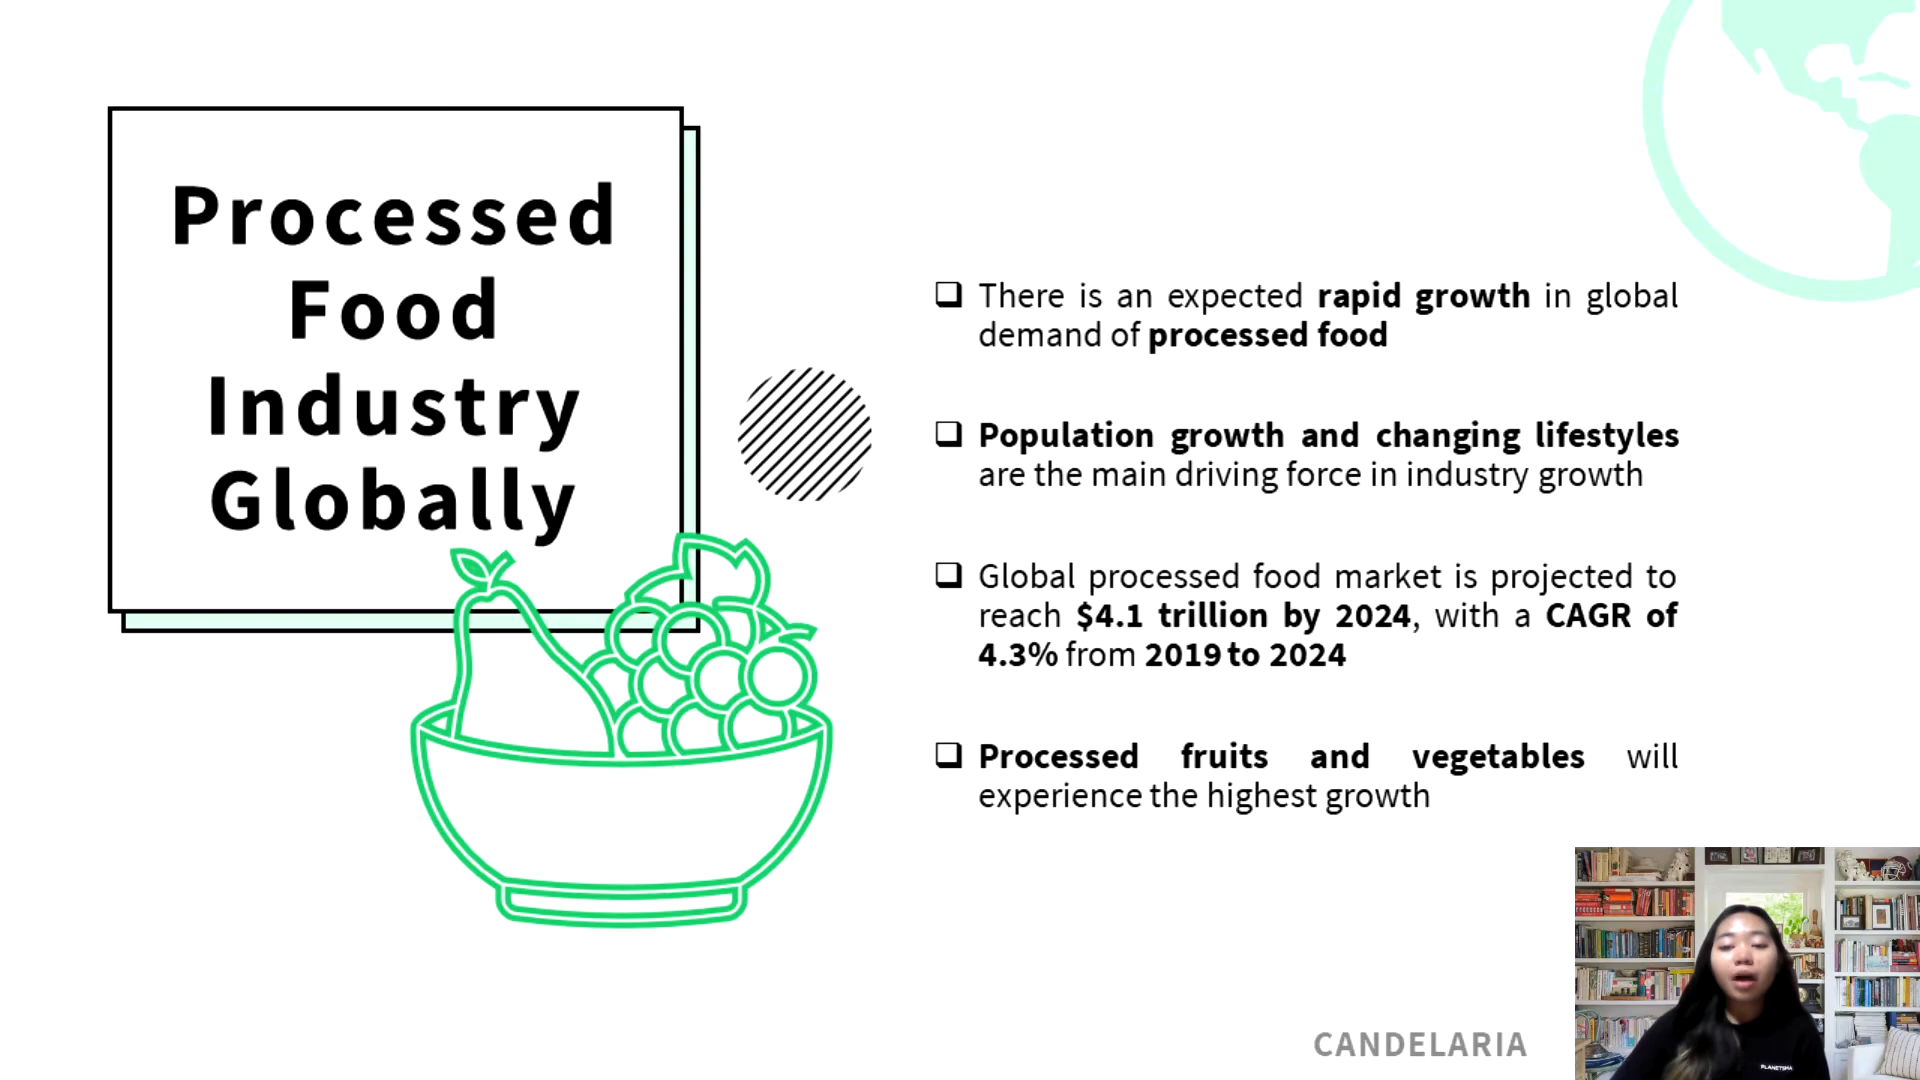 Processed
Food
Industry
Globally
There is an expected rapid growth in global
demand of processed food
Population growth and changing lifestyles
are the main driving force in industry growth
Global processed food market is projected to
reach $4.1 trillion by 2024, with a CAGR of
4.3% from 2019 to 2024
Processed fruits and vegetables will
experience the highest growth
CANDELARIA